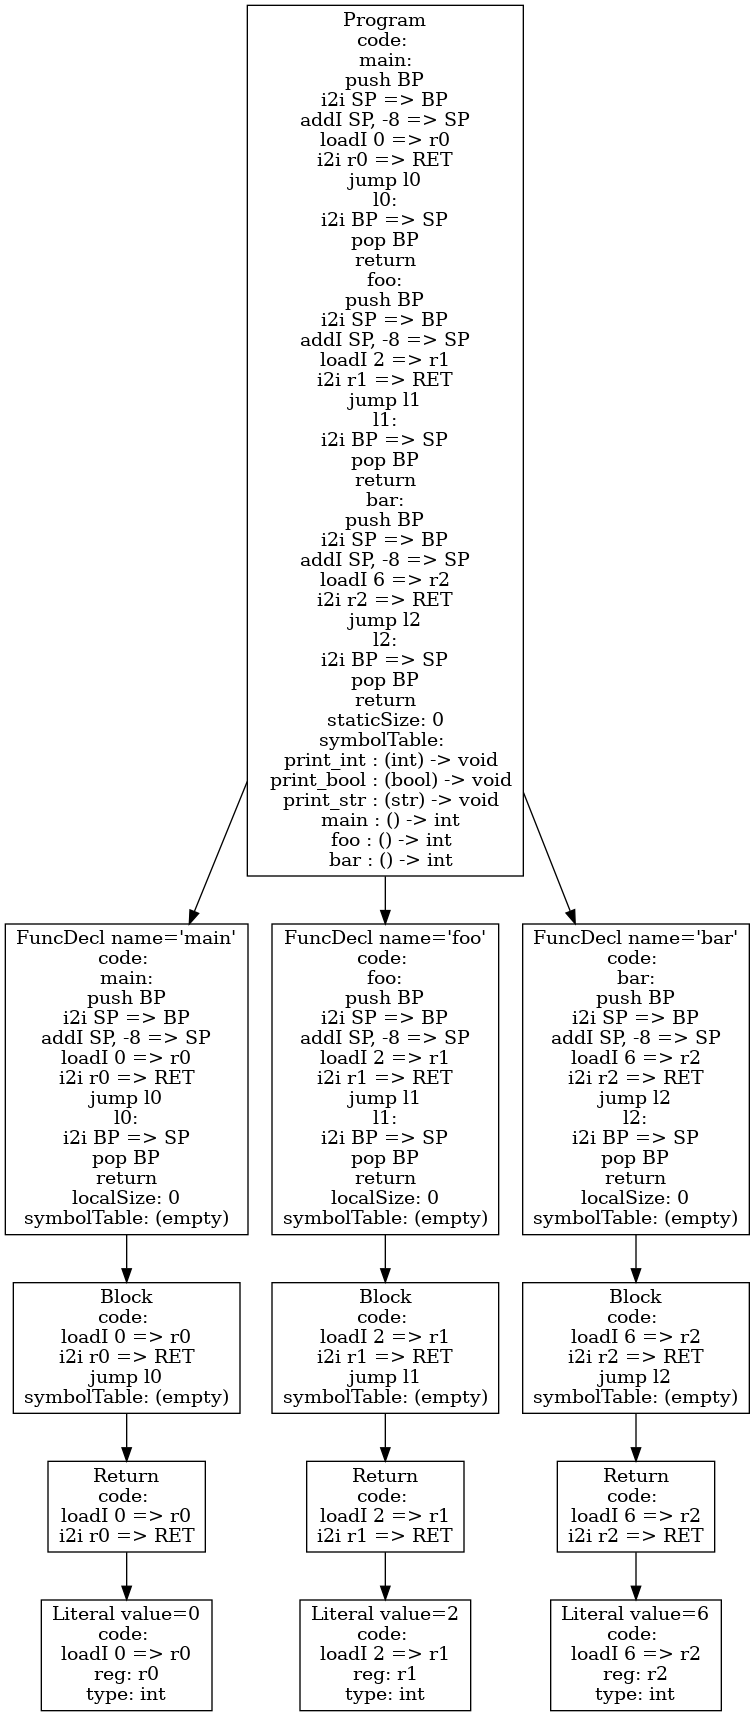 Program
code:
main:
push BP
i2i SP => BP
addI SP, -8 => SP
loadI 0 => r0
i2i r0 => RET
jump l0
l0:
i2i BP => SP
pop BP
return
foo:
push BP
i2i SP => BP
addI SP, -8 => SP
loadI 2 => r1
i2i r1 => RET
jump l1
l1:
i2i BP => SP
pop BP
return
bar:
push BP
i2i SP => BP
addI SP, -8 => SP
loadI 6 => r2
i2i r2 => RET
jump l2
l2:
i2i BP => SP
pop BP
return
staticSize: 0
symbolTable:
print_int : (int) -> void
print_bool : (bool) -> void
print_str : (str) -> void
main : () -> int
foo : () -> int
bar : () -> int
FuncDecl name='main'
code:
main:
push BP
i2i SP => BP
addI SP, -8 => SP
loadI 0 => r0
i2i r0 => RET
jump l0
l0:
i2i BP => SP
pop BP
return
localSize: 0
symbolTable: (empty)
FuncDecl name='foo'
code:
foo:
push BP
i2i SP => BP
addI SP, -8 => SP
loadI 2 => r1
i2i r1 => RET
jump l1
l1:
i2i BP => SP
pop BP
return
localSize: 0
symbolTable: (empty)
FuncDecl name='bar'
code:
bar:
push BP
i2i SP => BP
addI SP, -8 => SP
loadI 6 => r2
i2i r2 => RET
jump l2
l2:
i2i BP => SP
pop BP
return
localSize: 0
symbolTable: (empty)
Block
code:
loadI 0 => r0
i2i r0 => RET
jump l0
symbolTable: (empty)
Block
code:
loadI 2 => r1
i2i r1 => RET
jump l1
symbolTable: (empty)
Block
code:
loadI 6 => r2
i2i r2 => RET
jump l2
symbolTable: (empty)
Return
code:
loadI 0 => r0
i2i r0 => RET
Return
code:
loadI 2 => r1
i2i r1 => RET
Return
code:
loadI 6 => r2
i2i r2 => RET
Literal value=0
code:
loadI 0 => r0
reg: r0
type: int
Literal value=2
code:
loadI 2 => r1
reg: r1
type: int
Literal value=6
code:
loadI 6 => r2
reg: r2
type: int